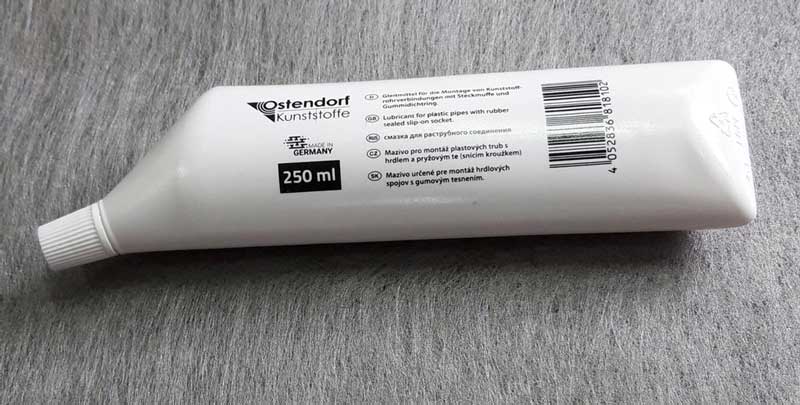 Ostendorf
Kunststoffe
MADE IN
GERMANY
250 ml
D Gleitmittel für die Montage von Kunststoff-
rohrverbindungen mit Steckmuffe und
Gummidichtring.
GB Lubricant for plastic pipes with rubber
sealed slip-on socket.
RUS смазка для раструбного соединения
CZ Mazivo pro montáž plastových trub s
hrdlem a pryžovým te (snícim kroužkem)
SK Mazivo určené pre montáž hrdlových
spojov s gumovým tesnením.
4 052836 818102